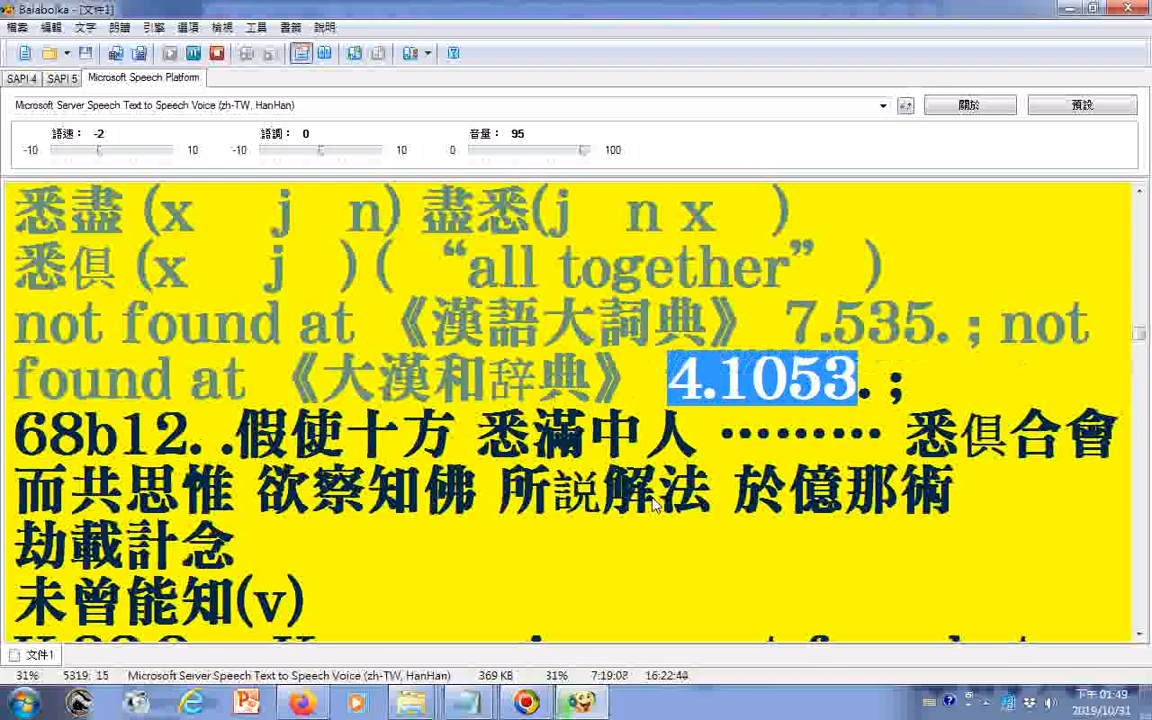 Balabolka - [文件1]
檔案 編輯 文字 朗讀 引擎 選項 檢視 工具 書籤 說明
SAPI 4 SAPI 5 Microsoft Speech Platform
Microsoft Server Speech Text to Speech Voice (zh-TW, HanHan) 關於 預設
語速： -2 語調： 0 音量： 95
-10 10 -10 10 0 100
悉盡 (x j n) 盡悉(j n x )
悉俱 (x j ) ( “all together” )
not found at 《漢語大詞典》 7.535. ; not
found at 《大漢和辞典》 4.1053. ;
68b12. .假使十方 悉滿中人 ⋯⋯⋯ 悉俱合會
而共思惟 欲察知佛 所説解法 於億那術
劫載計念
未曾能知(v)
文件1
31% 5319, 15 Microsoft Server Speech Text to Speech Voice (zh-TW, HanHan) 369 KB 31% 7:19:03 16:22:44
下午 01:49
2019/10/31